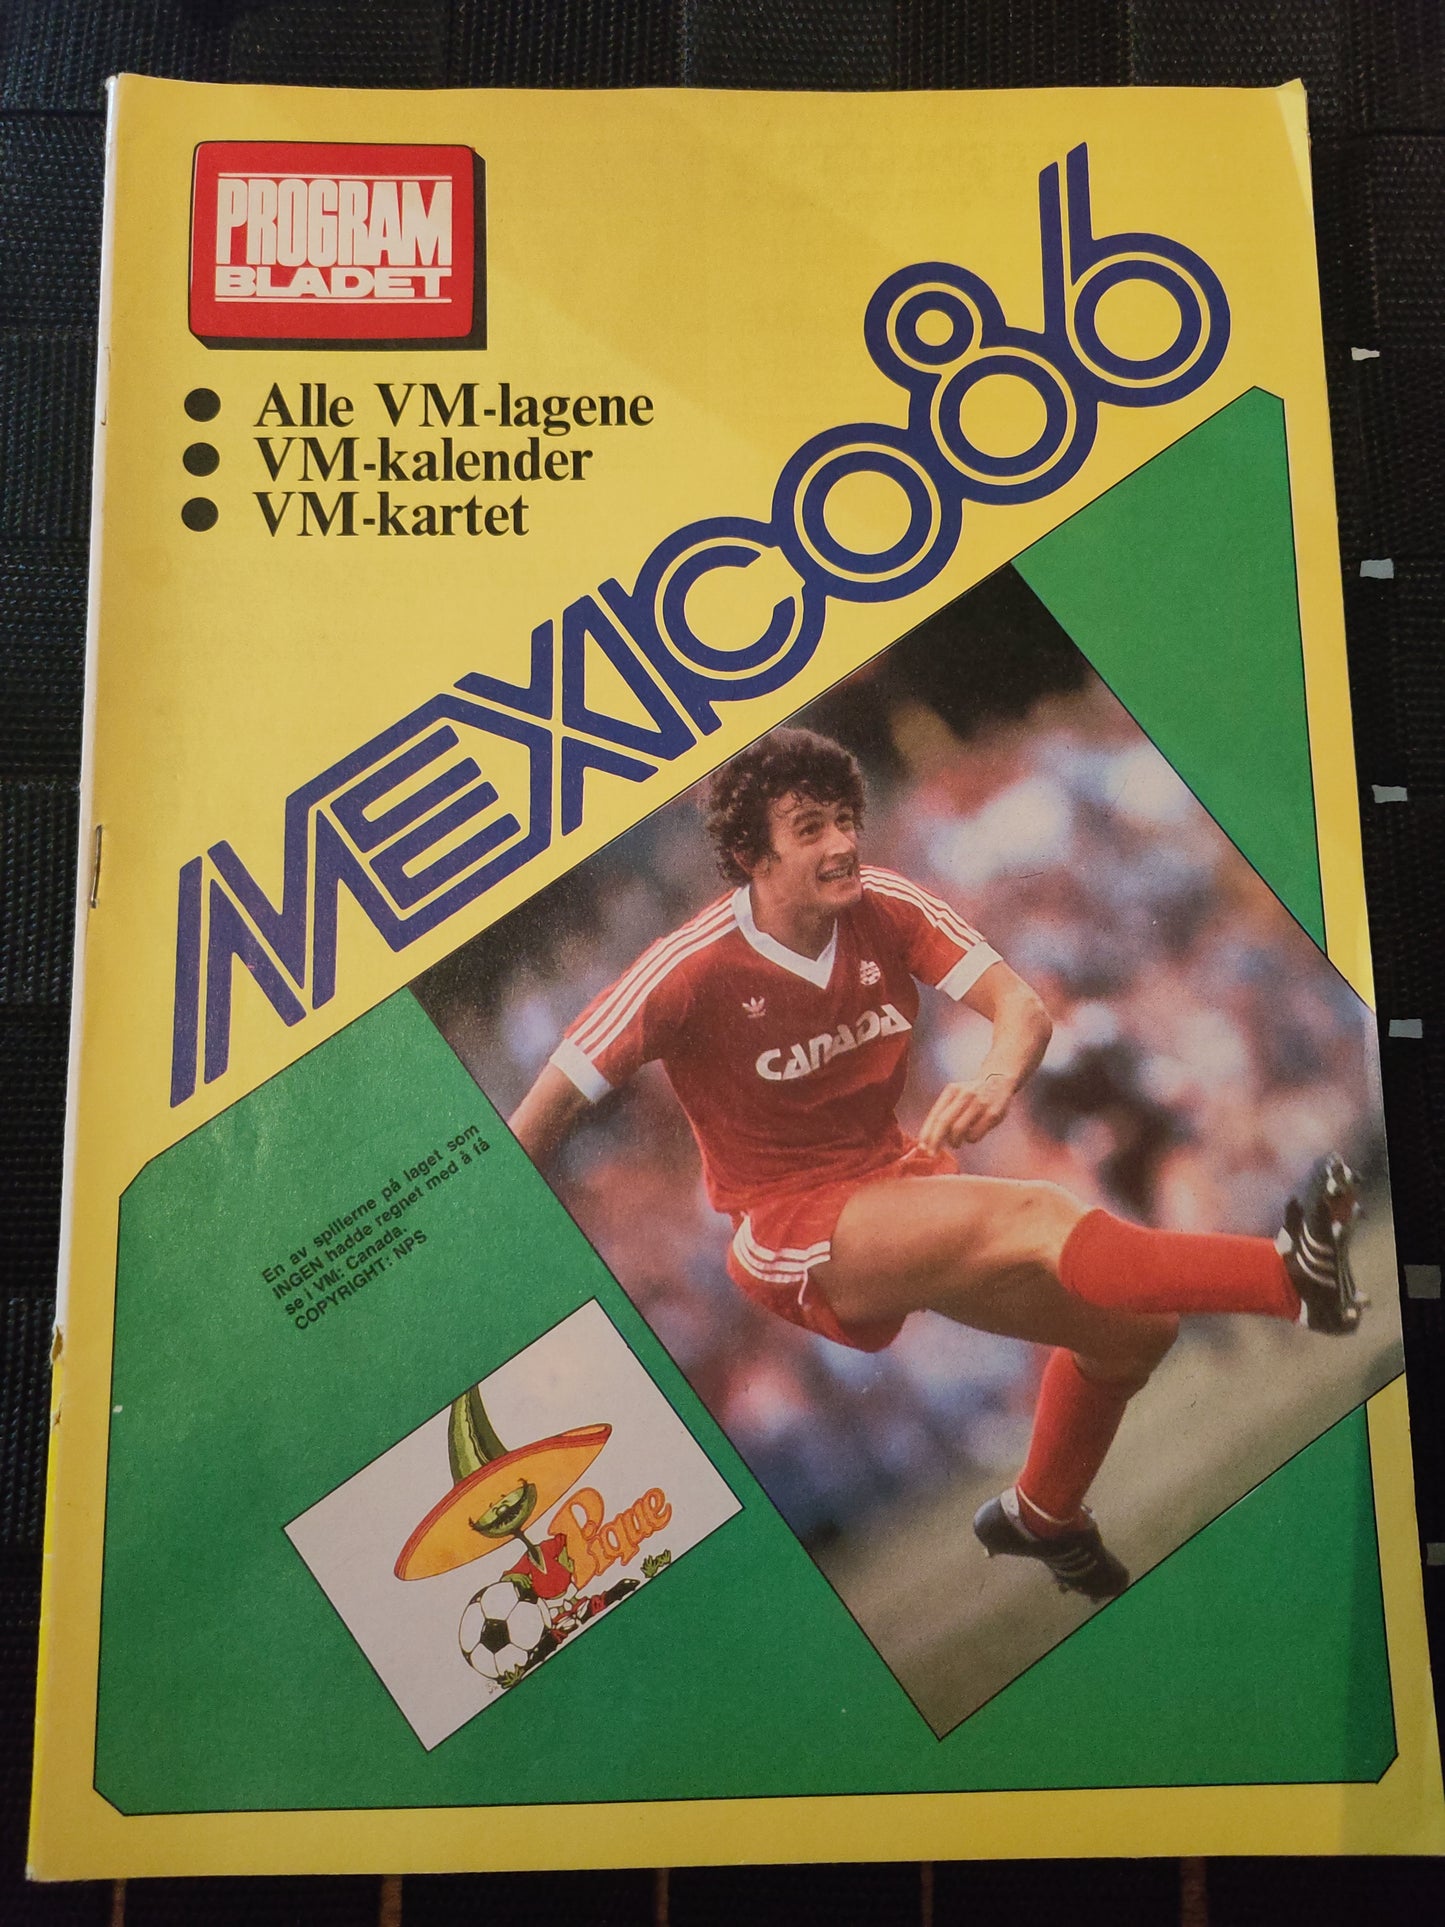 PROGRAM
BLADET
● Alle VM-lagene
● VM-kalender
● VM-kartet
MEXICO86
CANADA
En av spillerne på laget som
INGEN hadde regnet med å få
se i VM: Canada.
COPYRIGHT: NPS
Pique